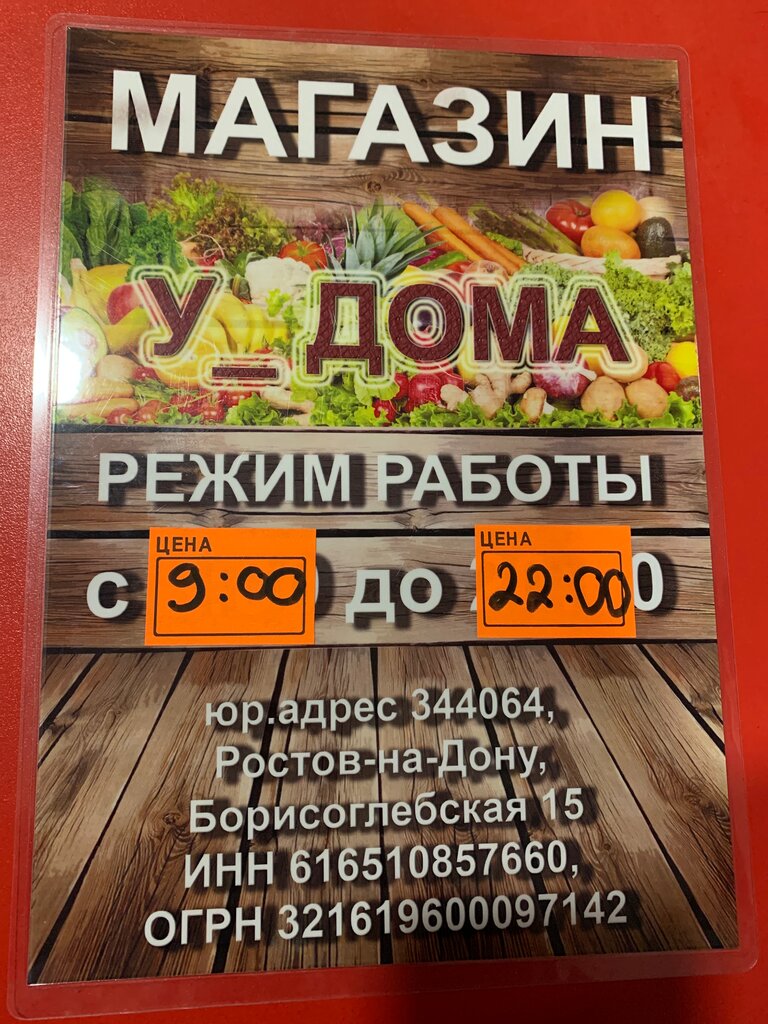 МАГАЗИН
У_ДОМА
РЕЖИМ РАБОТЫ
ЦЕНА ЦЕНА
с 9:00 до 22:00
юр.адрес 344064,
Ростов-на-Дону,
Борисоглебская 15
ИНН 616510857660,
ОГРН 321619600097142